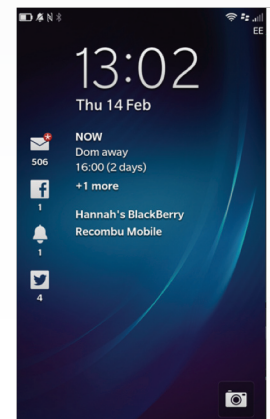 EE
13:02
Thu 14 Feb
NOW
Dom away
16:00 (2 days)
+1 more
506
1
1
4
Hannah's BlackBerry
Recombu Mobile